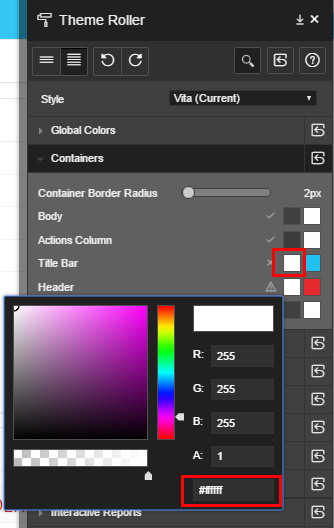 Theme Roller
Style Vita (Current)
Global Colors
Containers
Container Border Radius 2px
Body
Actions Column
Title Bar
Header
R: 255
G: 255
B: 255
A: 1
#ffffff
Interactive Reports